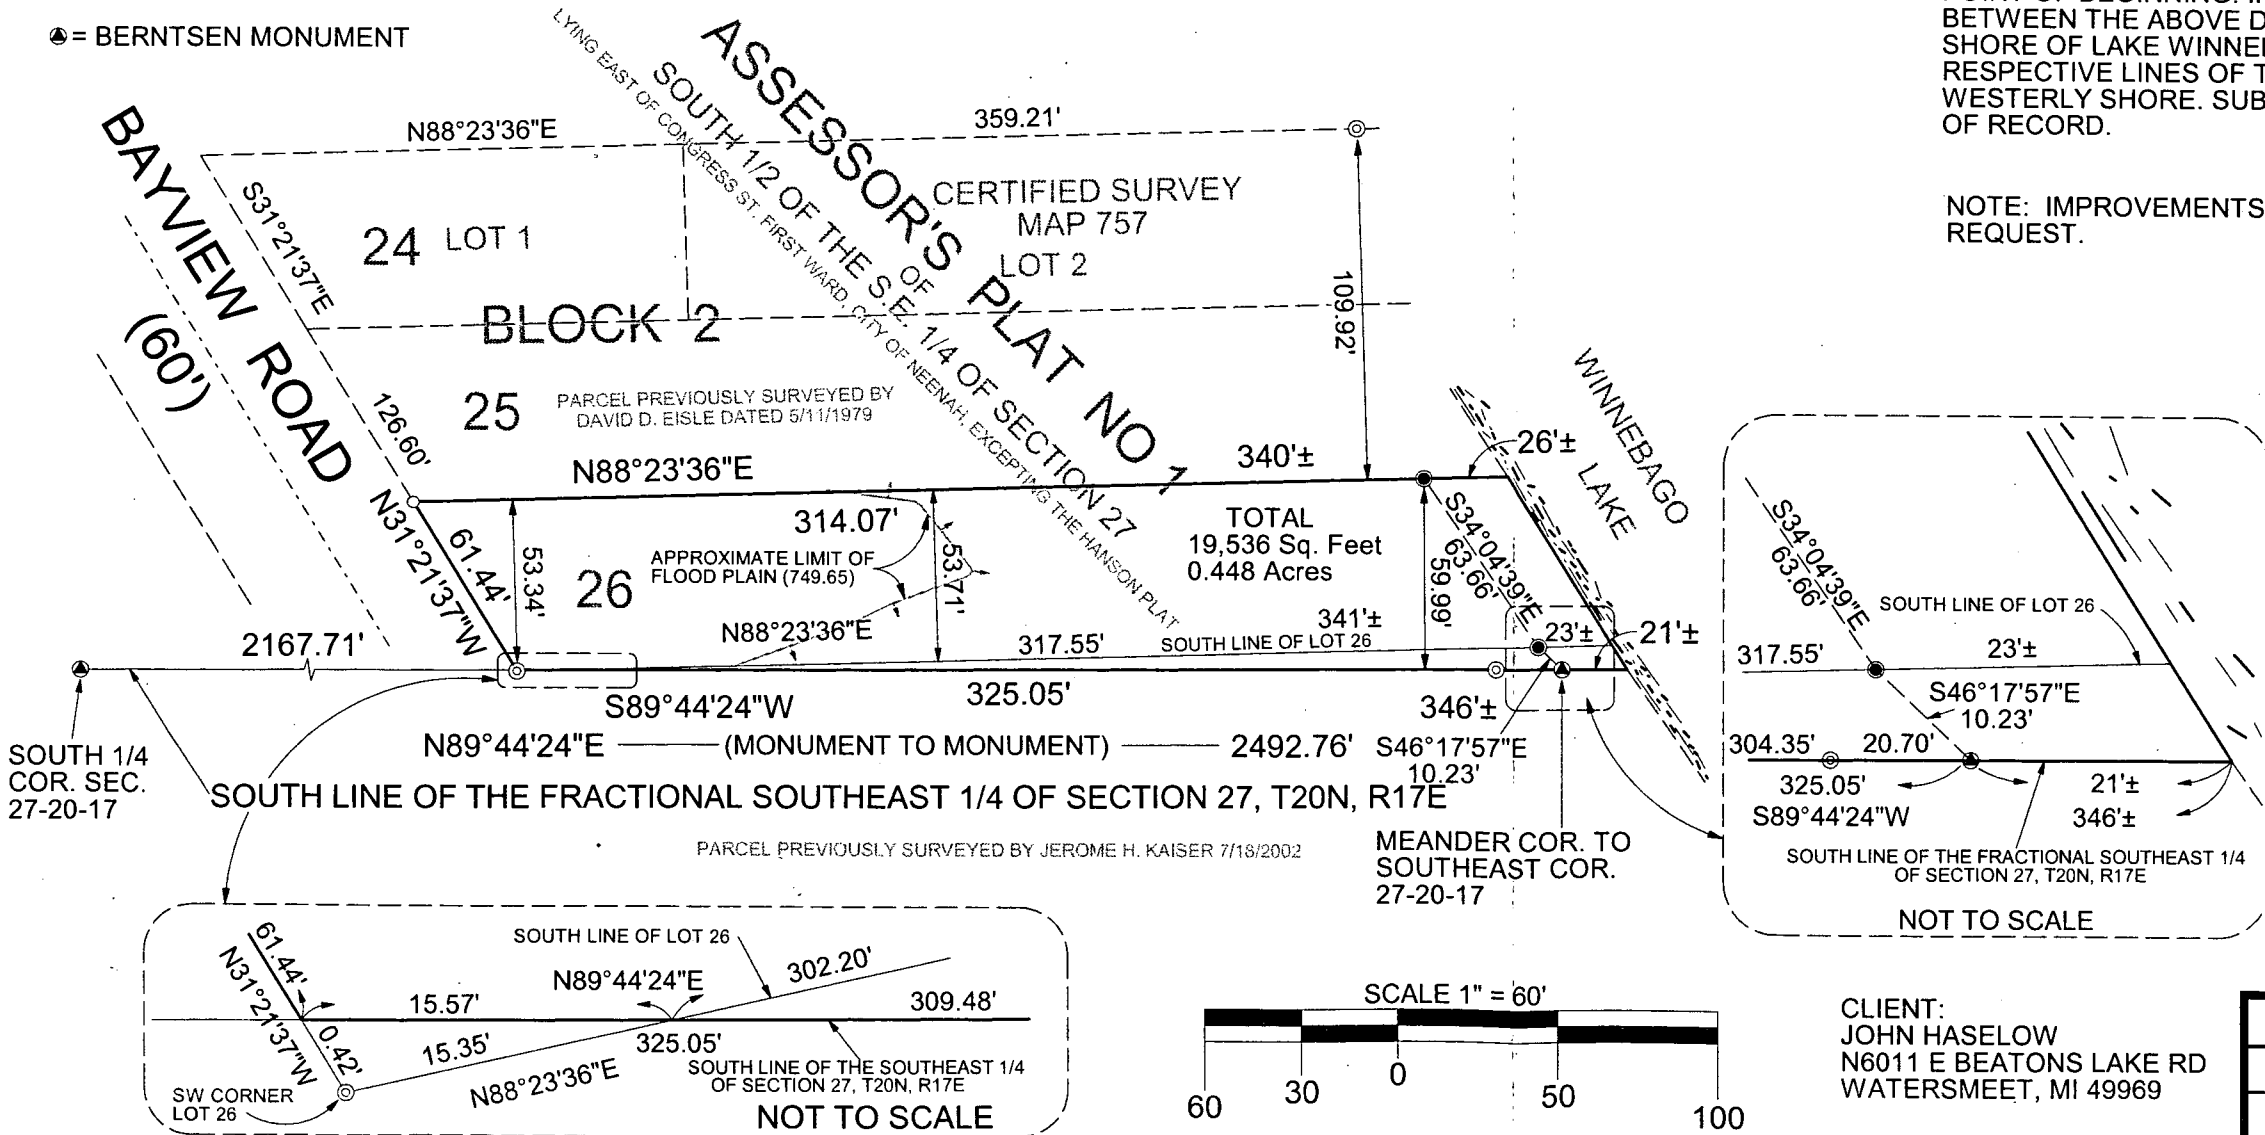 = BERNTSEN MONUMENT
BETWEEN THE ABOVE D
SHORE OF LAKE WINNE
RESPECTIVE LINES OF T
WESTERLY SHORE. SUB
OF RECORD.
NOTE: IMPROVEMENTS
REQUEST.
BAYVIEW ROAD
(60')
ASSESSOR'S PLAT NO 1
OF
SOUTH 1/2 OF THE S.E. 1/4 OF SECTION 27
LYING EAST OF CONGRESS ST. FIRST WARD, CITY OF NEENAH, EXCEPTING THE HANSON PLAT
N88°23'36"E
359.21'
S31°21'37"E
24 LOT 1
CERTIFIED SURVEY
MAP 757
LOT 2
109.92'
BLOCK 2
126.60'
25
PARCEL PREVIOUSLY SURVEYED BY
DAVID D. EISLE DATED 5/11/1979
WINNEBAGO
LAKE
N88°23'36"E
340'±
26'±
314.07'
N31°21'37"W
61.44'
53.34'
26
APPROXIMATE LIMIT OF
FLOOD PLAIN (749.65)
53.71'
TOTAL
19,536 Sq. Feet
0.448 Acres
S34°04'39"E
63.66'
59.99'
N88°23'36"E
317.55'
341'±
SOUTH LINE OF LOT 26
23'±
21'±
2167.71'
S89°44'24"W
325.05'
346'±
S46°17'57"E
10.23'
N89°44'24"E
(MONUMENT TO MONUMENT)
2492.76'
SOUTH 1/4
COR. SEC.
27-20-17
SOUTH LINE OF THE FRACTIONAL SOUTHEAST 1/4 OF SECTION 27, T20N, R17E
PARCEL PREVIOUSLY SURVEYED BY JEROME H. KAISER 7/18/2002
MEANDER COR. TO
SOUTHEAST COR.
27-20-17
S34°04'39"E
63.66'
SOUTH LINE OF LOT 26
317.55'
23'±
S46°17'57"E
10.23'
304.35'
20.70'
325.05'
21'±
S89°44'24"W
346'±
SOUTH LINE OF THE FRACTIONAL SOUTHEAST 1/4
OF SECTION 27, T20N, R17E
NOT TO SCALE
61.44'
N31°21'37"W
SOUTH LINE OF LOT 26
N89°44'24"E
302.20'
15.57'
309.48'
0.42'
15.35'
325.05'
N88°23'36"E
SOUTH LINE OF THE SOUTHEAST 1/4
OF SECTION 27, T20N, R17E
SW CORNER
LOT 26
NOT TO SCALE
SCALE 1" = 60'
60
30
0
50
100
CLIENT:
JOHN HASELOW
N6011 E BEATONS LAKE RD
WATERSMEET, MI 49969